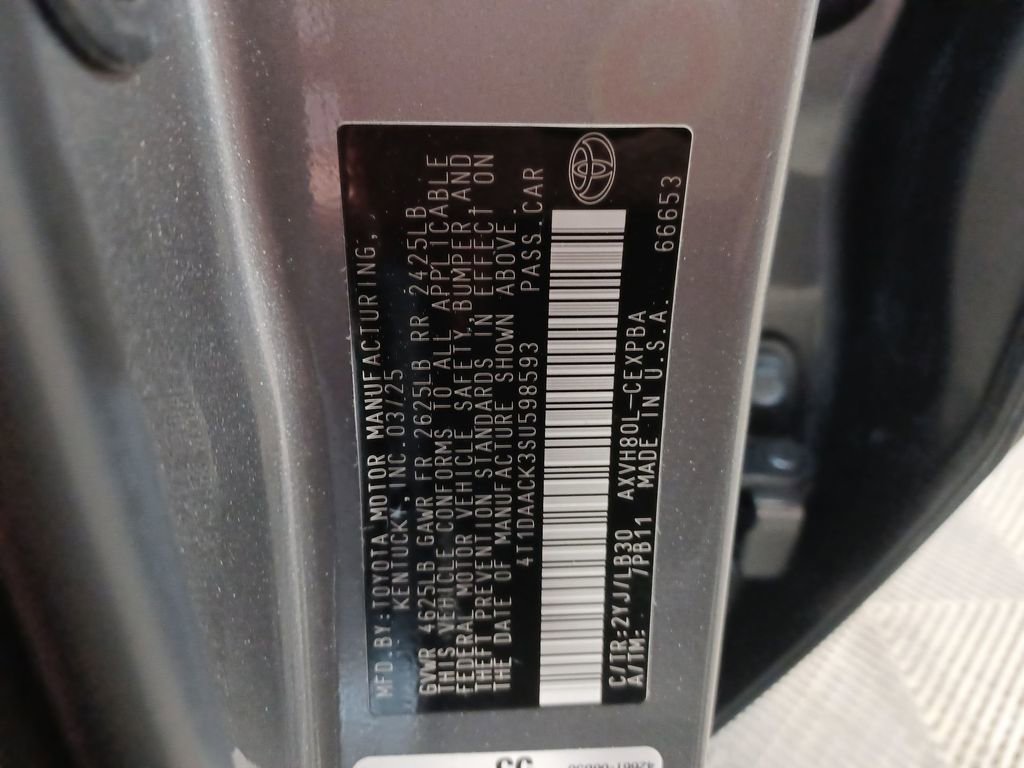 MFD BY:TOYOTA MOTOR MANUFACTURING,
KENTUCKY,INC.03/25
GVWR 4625LB GAWR FR 2625LB RR 2425LB
THIS VEHICLE CONFORMS TO ALL APPLICABLE
FEDERAL MOTOR VEHICLE SAFETY,BUMPER AND
THEFT PREVENTION STANDARDS IN EFFECT ON
THE DATE OF MANUFACTURE SHOWN ABOVE.
4T1DAACK3SU598593 PASS.CAR
C/TR:2YJ/LB30 AXVH80L-CEXPBA
A/TM: /PB11 MADE IN U.S.A. 66653